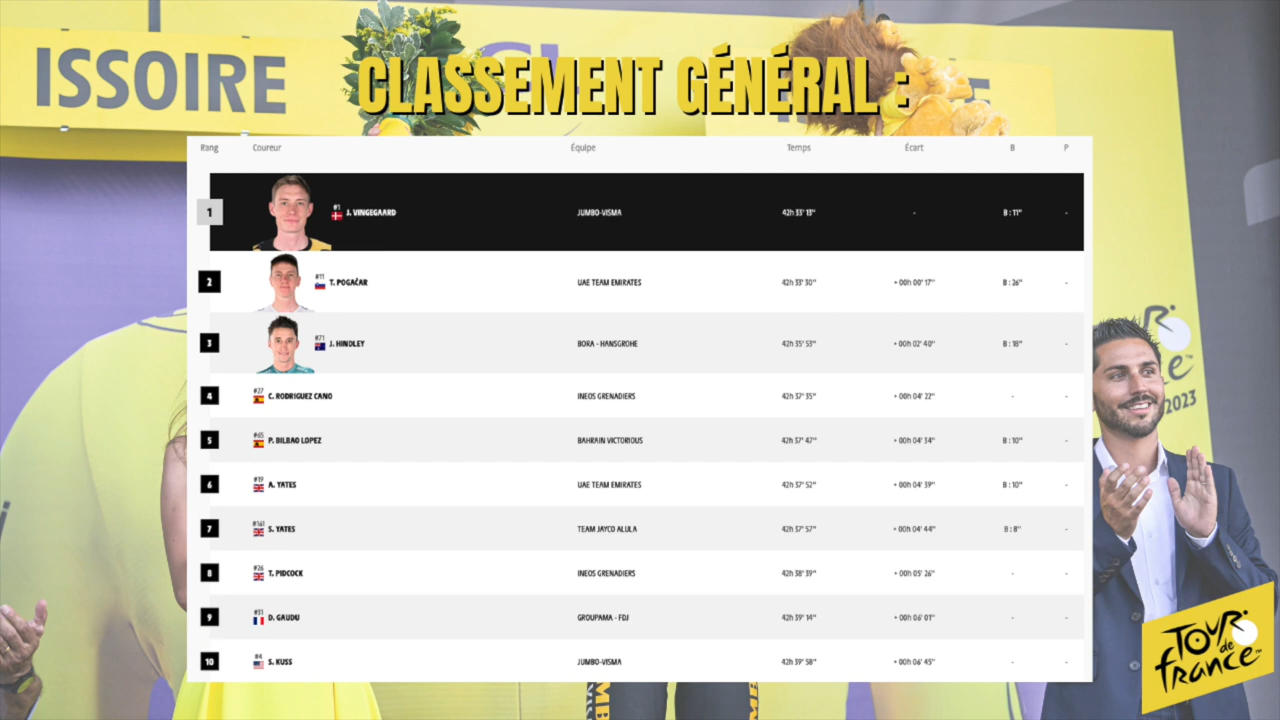 ISSOIRE
CLASSEMENT GÉNÉRAL :
Rang Coureur Équipe Temps Écart B P
1 #1 J. VINGEGAARD JUMBO-VISMA 42h 33' 13'' - B : 11'' -
2 #11 T. POGAČAR UAE TEAM EMIRATES 42h 33' 30'' + 00h 00' 17'' B : 26'' -
3 #71 J. HINDLEY BORA - HANSGROHE 42h 35' 53'' + 00h 02' 40'' B : 18'' -
4 #27 C. RODRIGUEZ CANO INEOS GRENADIERS 42h 37' 35'' + 00h 04' 22'' - -
5 #65 P. BILBAO LOPEZ BAHRAIN VICTORIOUS 42h 37' 47'' + 00h 04' 34'' B : 10'' -
6 #19 A. YATES UAE TEAM EMIRATES 42h 37' 52'' + 00h 04' 39'' B : 10'' -
7 #161 S. YATES TEAM JAYCO ALULA 42h 37' 57'' + 00h 04' 44'' B : 8'' -
8 #26 T. PIDCOCK INEOS GRENADIERS 42h 38' 39'' + 00h 05' 26'' - -
9 #31 D. GAUDU GROUPAMA - FDJ 42h 39' 14'' + 00h 06' 01'' - -
10 #4 S. KUSS JUMBO-VISMA 42h 39' 58'' + 00h 06' 45'' - -
2023
TOUR
de
france